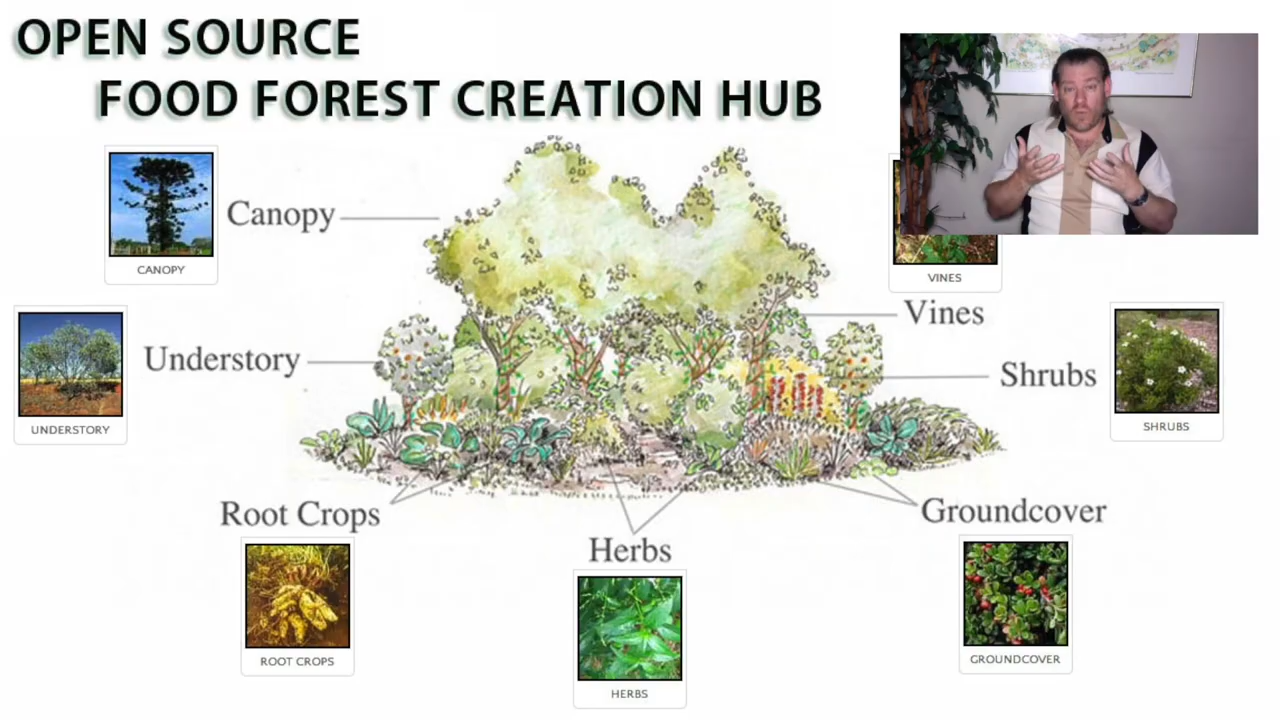 OPEN SOURCE
FOOD FOREST CREATION HUB
Canopy
CANOPY
VINES
Vines
Understory
UNDERSTORY
Shrubs
SHRUBS
Root Crops
ROOT CROPS
Herbs
HERBS
Groundcover
GROUNDCOVER